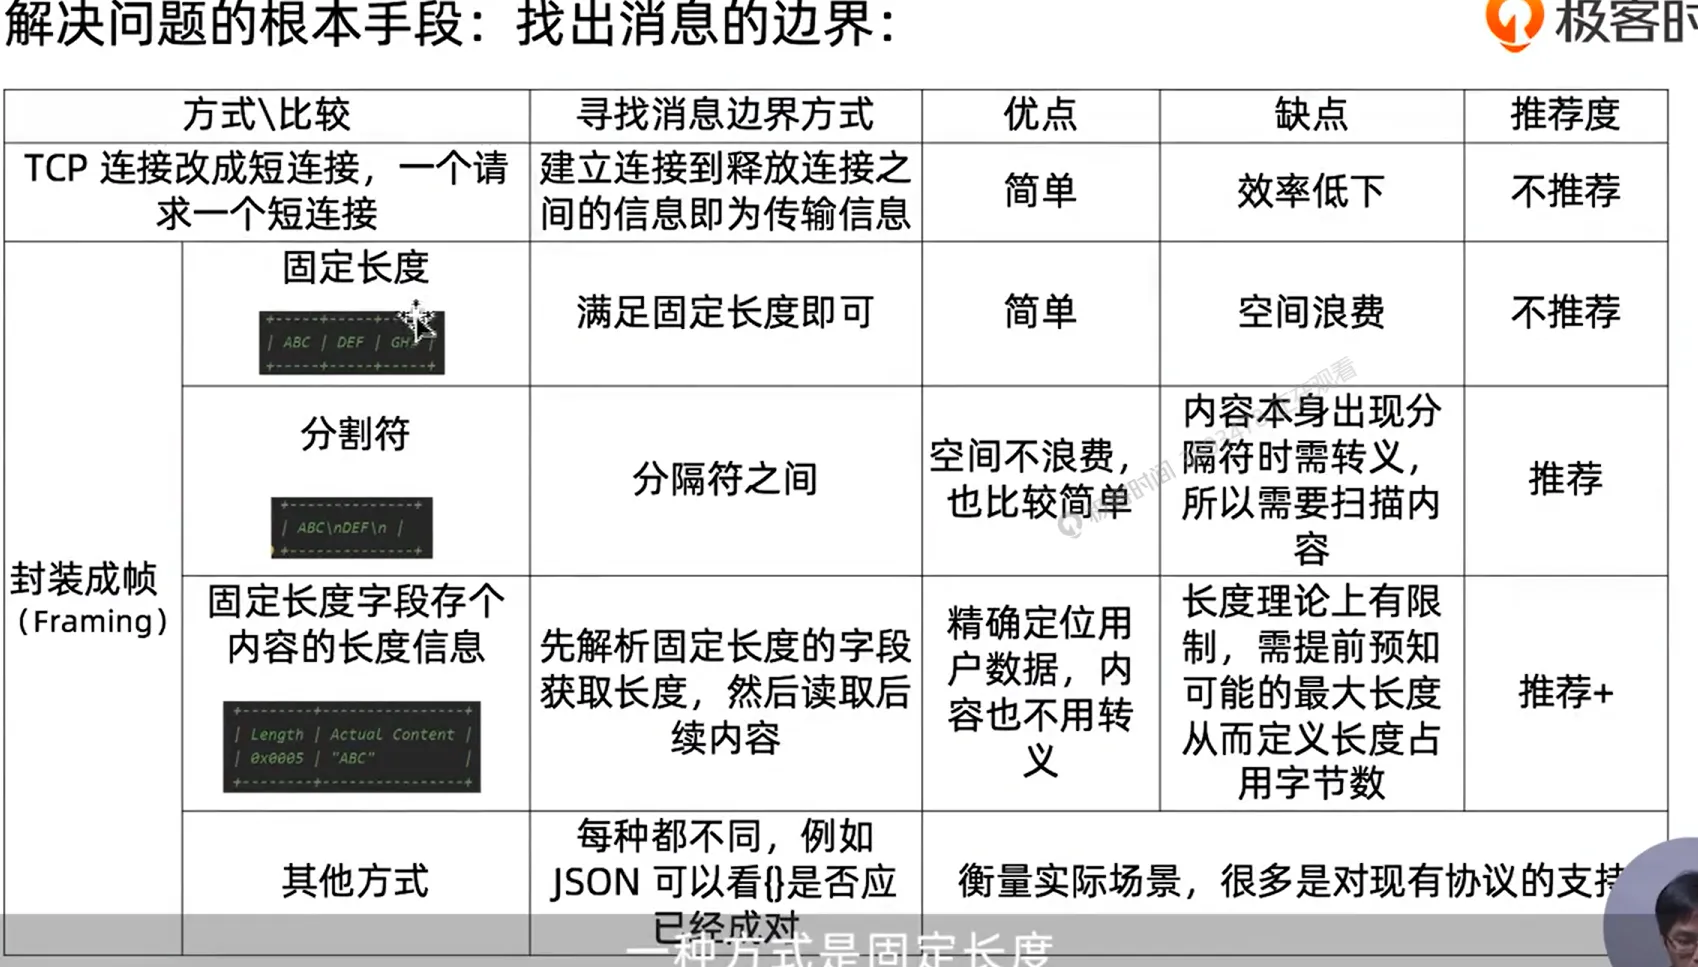 解决问题的根本手段：找出消息的边界：
极客时
方式\比较
寻找消息边界方式
优点
缺点
推荐度
TCP 连接改成短连接，一个请
求一个短连接
建立连接到释放连接之
间的信息即为传输信息
简单
效率低下
不推荐
封装成帧
（Framing）
固定长度
| ABC | DEF | GHI |
满足固定长度即可
简单
空间浪费
不推荐
分割符
| ABC\nDEF\n |
分隔符之间
空间不浪费，
也比较简单
内容本身出现分
隔符时需转义，
所以需要扫描内
容
推荐
固定长度字段存个
内容的长度信息
| Length | Actual Content |
| 0x0005 | "ABC" |
先解析固定长度的字段
获取长度，然后读取后
续内容
精确定位用
户数据，内
容也不用转
义
长度理论上有限
制，需提前预知
可能的最大长度
从而定义长度占
用字节数
推荐+
其他方式
每种都不同，例如
JSON 可以看{}是否应
已经成对
衡量实际场景，很多是对现有协议的支持
极客时间
观看
一种方式是固定长度